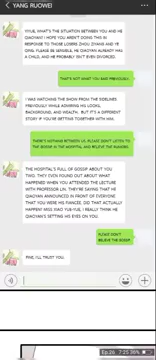 RUOWEI
YIYUE, WHAT'S THE SITUATION BETWEEN YOU AND HE
QIAOYAN? I HOPE YOU AREN'T DOING THIS IN
RESPONSE TO THOSE LOSERS ZHOU ZIHANG AND YE
QING. PLEASE BE SENSIBLE, HE QIAOYAN ALREADY HAS
A CHILD, AND HE PROBABLY ISN'T EVEN DIVORCED.
THAT'S NOT WHAT YOU SAID PREVIOUSLY.
I WAS WATCHING THE SHOW FROM THE SIDELINES
PREVIOUSLY WHILE ADMIRING HIS LOOKS,
BACKGROUND, AND WEALTH. BUT IT'S A DIFFERENT
STORY IF YOU'RE GETTING TOGETHER WITH HIM.
THERE'S NOTHING BETWEEN US. PLEASE DON'T LISTEN TO
THE GOSSIP IN THE HOSPITAL AND BELIEVE THE RUMORS.
THE HOSPITAL'S FULL OF GOSSIP ABOUT YOU
TWO. THEY EVEN FOUND OUT ABOUT WHAT
HAPPENED WHEN YOU ATTENDED THE
LECTURE WITH PROFESSOR LIN. THEY'RE SAYING THAT HE
QIAOYAN ANNOUNCED IN FRONT OF EVERYONE
THAT YOU WERE HIS FIANCÉE. DID THAT ACTUALLY
HAPPEN? MISS XIAO YUE-YUE, I REALLY THINK HE
QIAOYAN'S SETTING HIS EYES ON YOU.
PLEASE DON'T
BELIEVE THE GOSSIP.
FINE, I'LL TRUST YOU.
Ep.26 4 7:25 38%